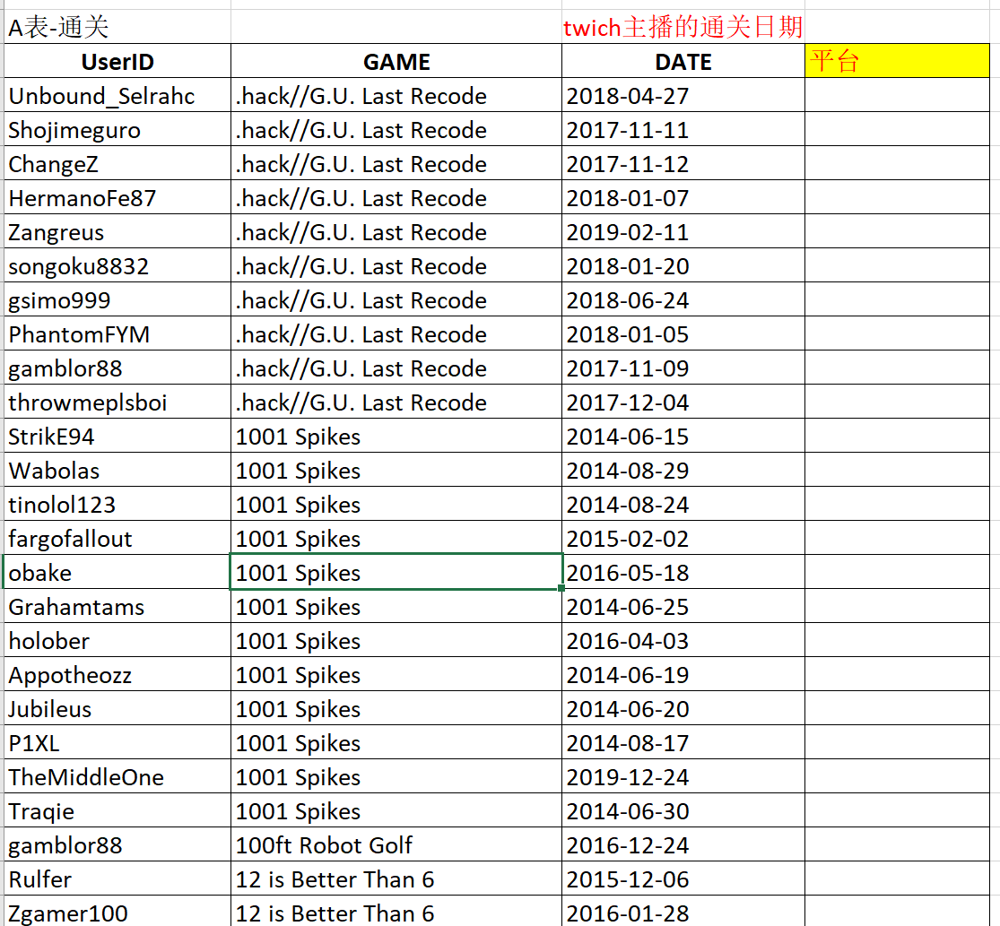 A表-通关 twich主播的通关日期
UserID GAME DATE 平台
Unbound_Selrahc .hack//G.U. Last Recode 2018-04-27
Shojimeguro .hack//G.U. Last Recode 2017-11-11
ChangeZ .hack//G.U. Last Recode 2017-11-12
HermanoFe87 .hack//G.U. Last Recode 2018-01-07
Zangreus .hack//G.U. Last Recode 2019-02-11
songoku8832 .hack//G.U. Last Recode 2018-01-20
gsimo999 .hack//G.U. Last Recode 2018-06-24
PhantomFYM .hack//G.U. Last Recode 2018-01-05
gamblor88 .hack//G.U. Last Recode 2017-11-09
throwmeplsboi .hack//G.U. Last Recode 2017-12-04
StrikE94 1001 Spikes 2014-06-15
Wabolas 1001 Spikes 2014-08-29
tinolol123 1001 Spikes 2014-08-24
fargofallout 1001 Spikes 2015-02-02
obake 1001 Spikes 2016-05-18
Grahamtams 1001 Spikes 2014-06-25
holober 1001 Spikes 2016-04-03
Appotheozz 1001 Spikes 2014-06-19
Jubileus 1001 Spikes 2014-06-20
P1XL 1001 Spikes 2014-08-17
TheMiddleOne 1001 Spikes 2019-12-24
Traqie 1001 Spikes 2014-06-30
gamblor88 100ft Robot Golf 2016-12-24
Rulfer 12 is Better Than 6 2015-12-06
Zgamer100 12 is Better Than 6 2016-01-28